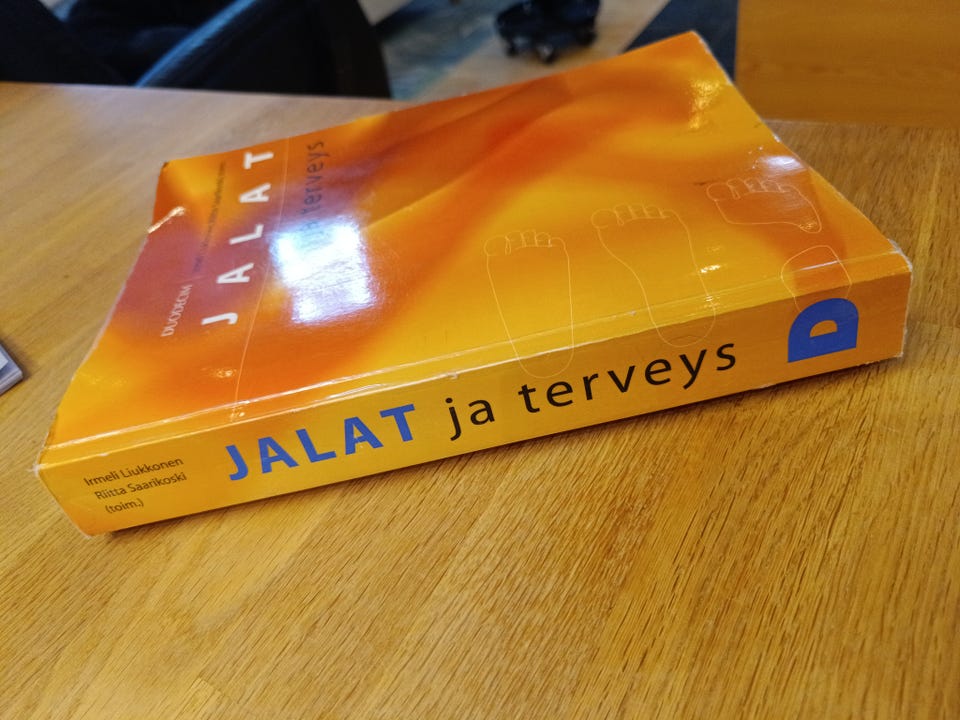 DUODECIM
JALAT
ja terveys
Irmeli Liukkonen
Riitta Saarikoski
(toim.)
JALAT ja terveys
D